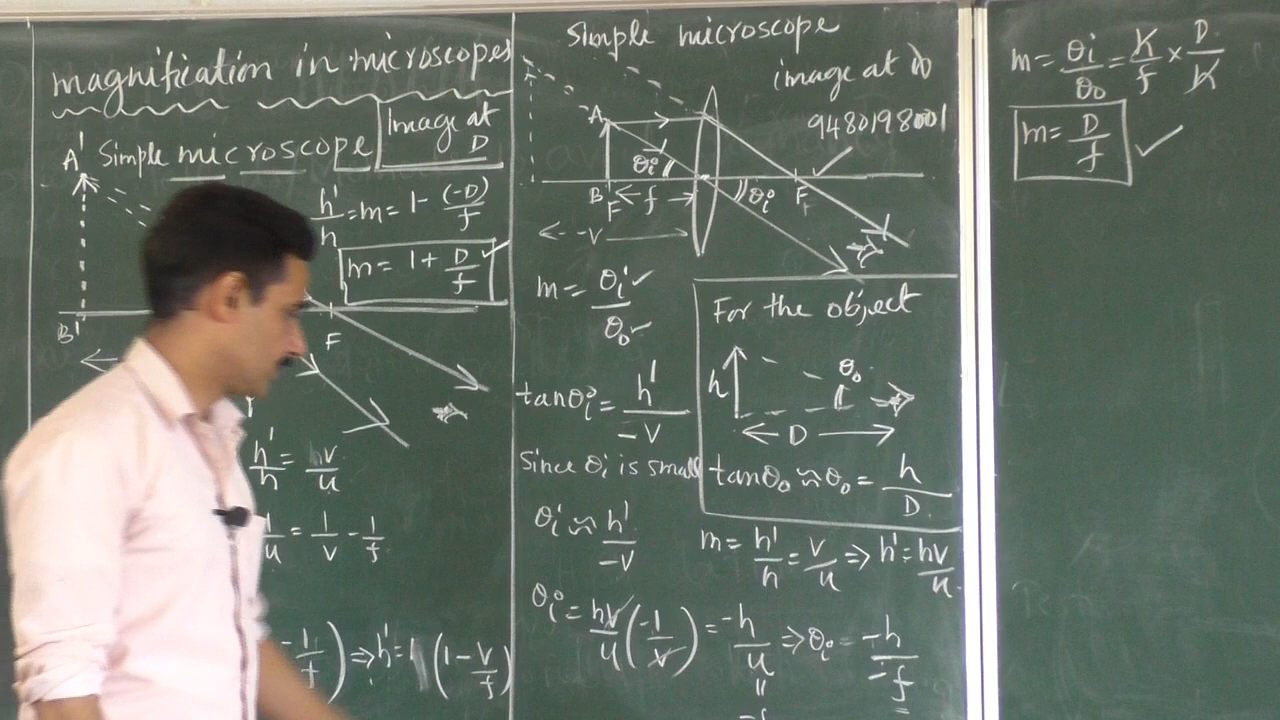 magnification in microscopes
Image at
D
Simple microscope
A'
h'/h = m = 1 - (-D)/f
m = 1 + D/f ✓
B'
F
h'/h = hv/u
1/u = 1/v - 1/f
-1/f) ⇒ h' = (1 - v/f)
Simple microscope
image at ∞
9480198001
A
θi
θi
B
F
f
F
v
m = θi/θo
tanθi = h'/-v
Since θi is small
θi ≈ h'/-v
θi = hv/u (-1/v) = -h/u ⇒ θi = -h/-f
-f
For the object
h
θo
D
tanθo ≈ θo = h/D
m = h'/h = v/u ⇒ h' = hv/u
m = θi/θo = h/f × D/h
m = D/f ✓